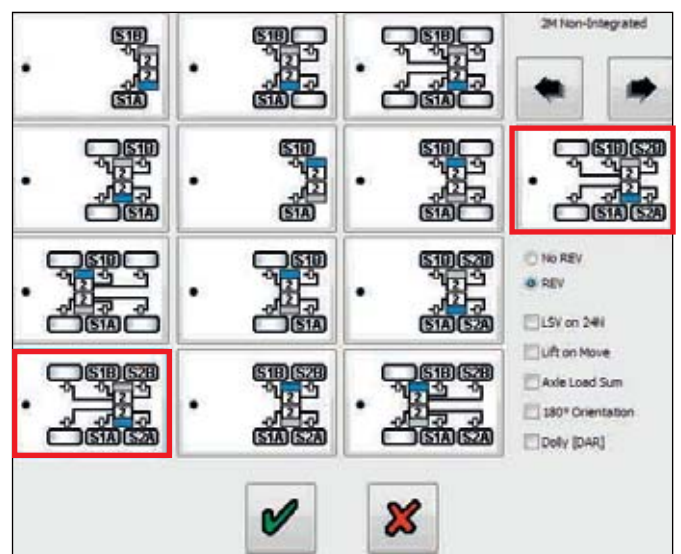 2M Non-Integrated
S1B S1B S1B
2 2 2
2 2 2
S1A S1A S1A
S1B S1B S1B S1B S2B
2 2 2 2
2 2 2 2
S1A S1A S1A S1A S2A
S1B S1B S1B S2B
2 2 2
2 2 2
S1A S1A S1A S2A
No REV
REV
LSV on 24N
Lift on Move
Axle Load Sum
180° Orientation
Dolly [DAR]
S1B S2B S1B S2B S1B S2B
2 2 2
2 2 2
S1A S2A S1A S2A S1A S2A